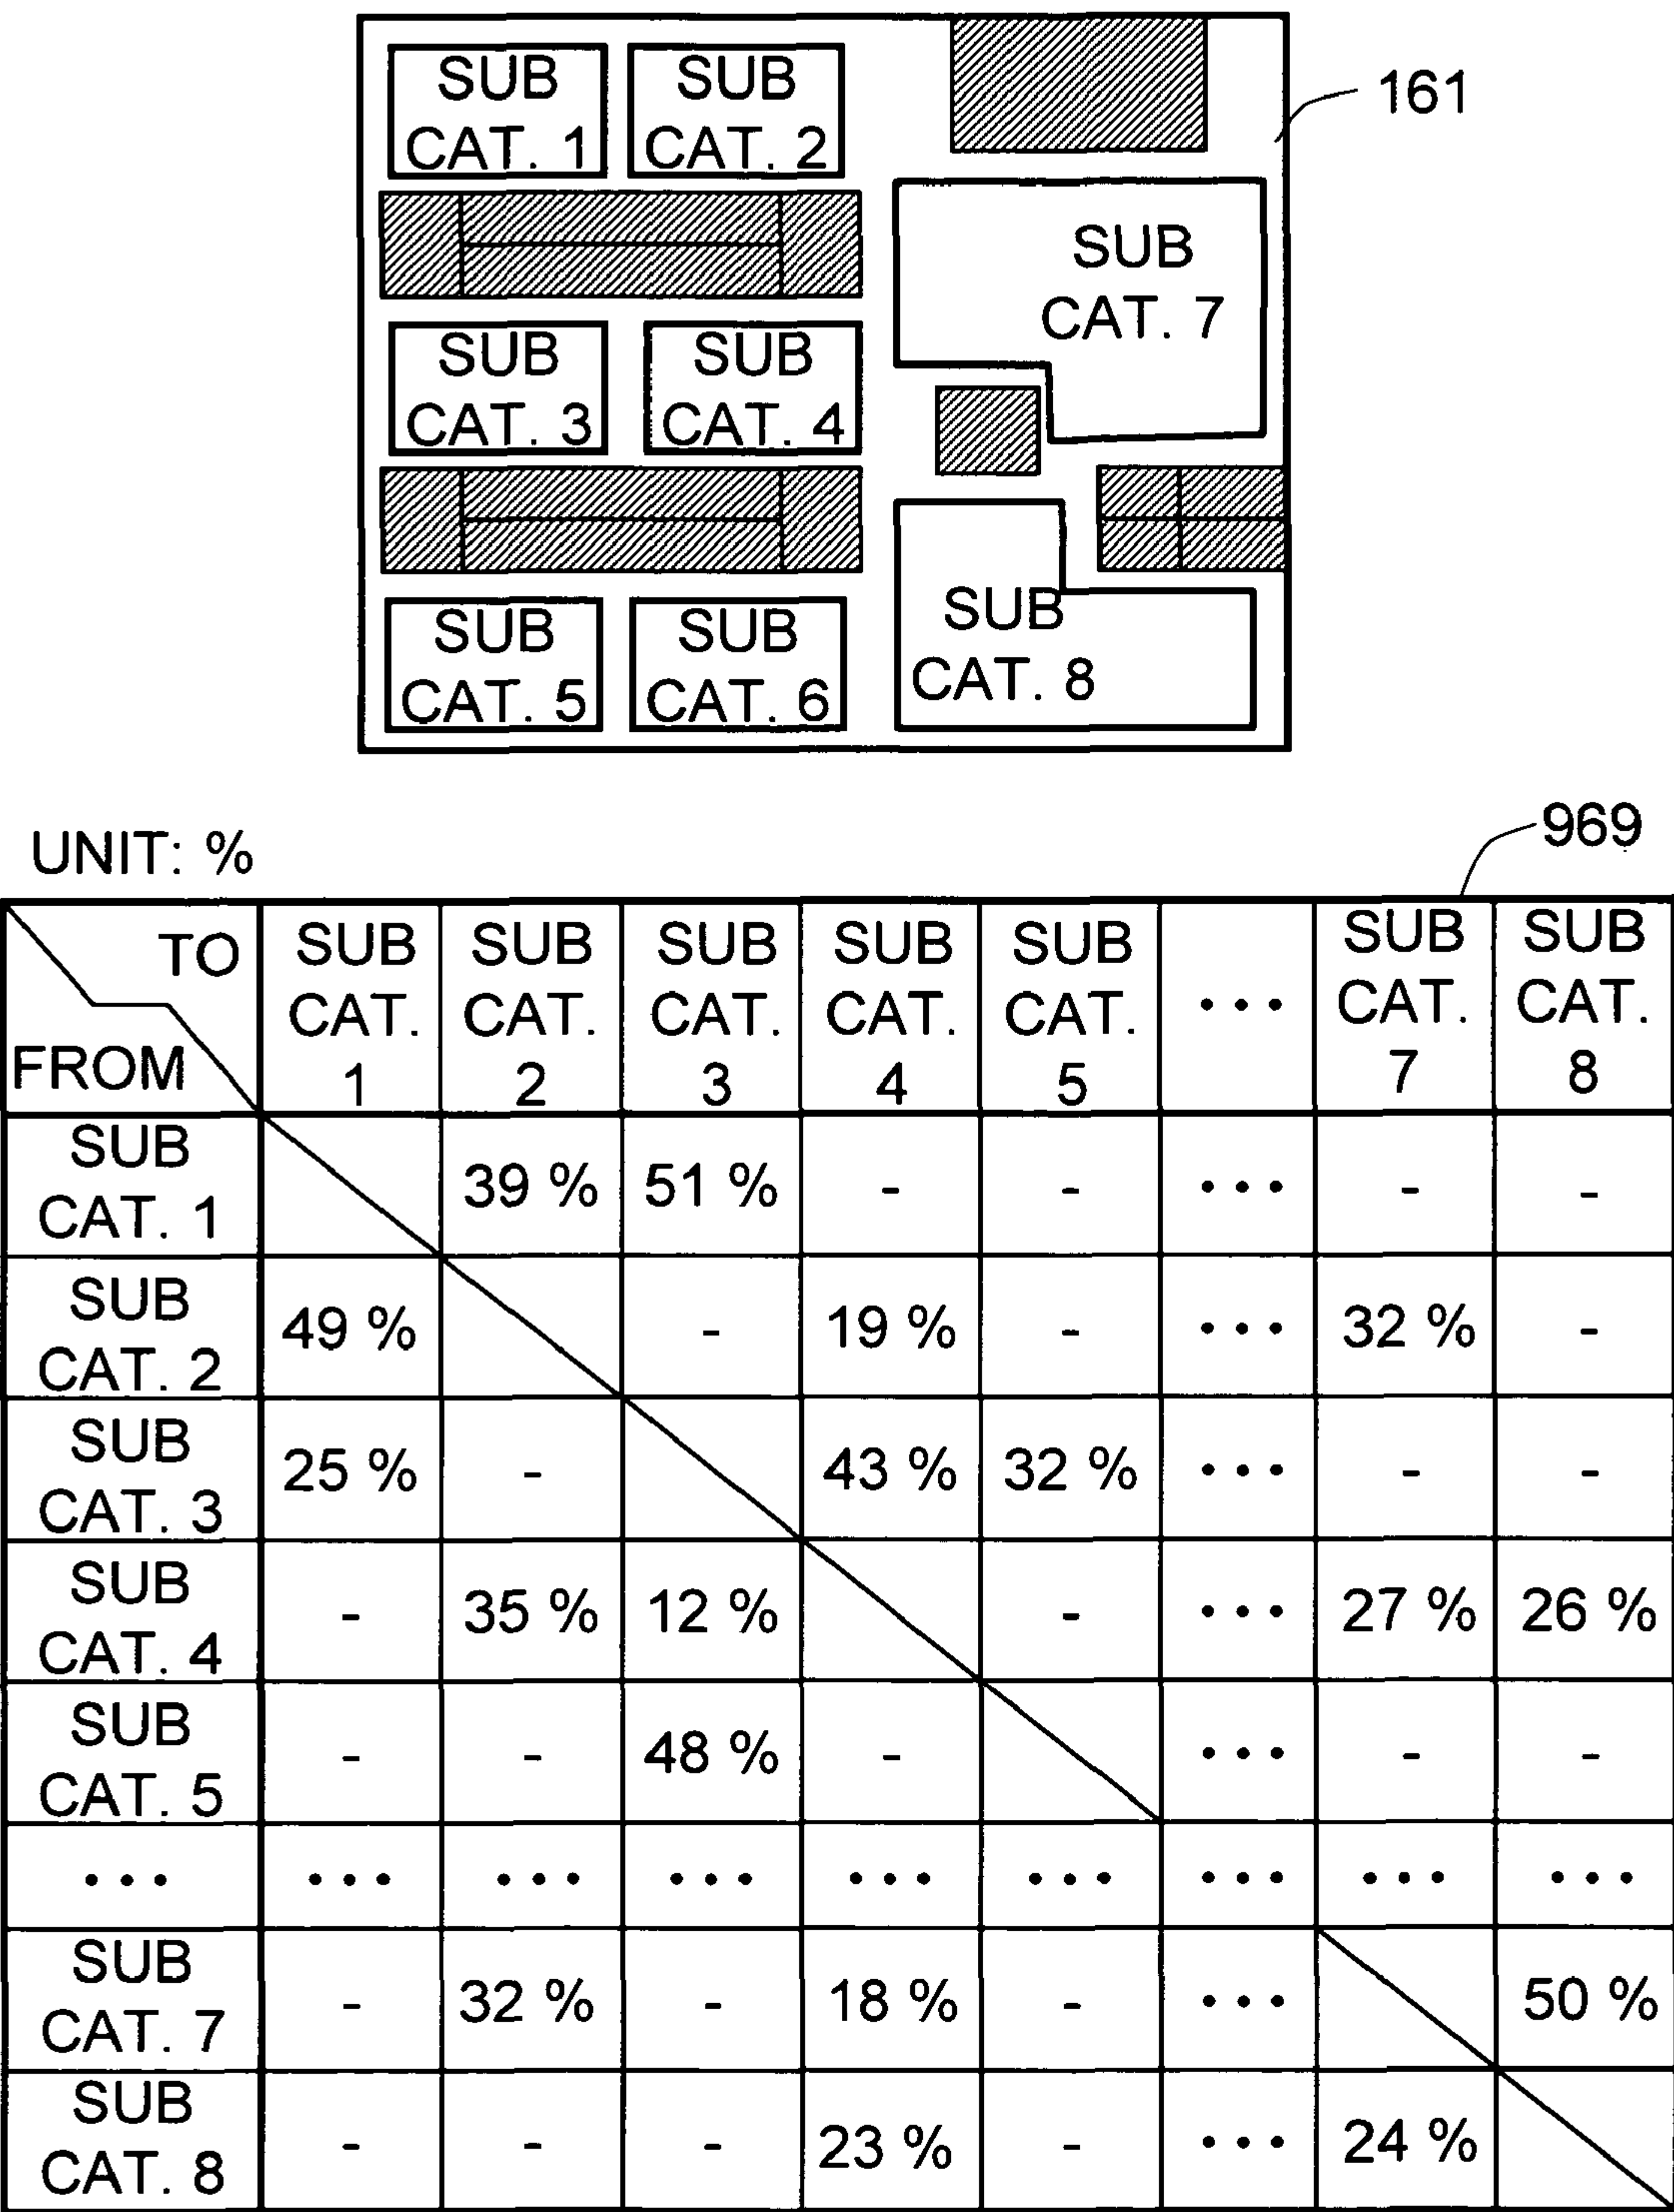 SUB CAT. 1
SUB CAT. 2
161
SUB CAT. 7
SUB CAT. 3
SUB CAT. 4
SUB CAT. 8
SUB CAT. 5
SUB CAT. 6
UNIT: %
969
TO
FROM
SUB CAT. 1
SUB CAT. 2
SUB CAT. 3
SUB CAT. 4
SUB CAT. 5
• • •
SUB CAT. 7
SUB CAT. 8
SUB CAT. 1 39 % 51 % - - • • • - -
SUB CAT. 2 49 % - 19 % - • • • 32 % -
SUB CAT. 3 25 % - 43 % 32 % • • • - -
SUB CAT. 4 - 35 % 12 % - • • • 27 % 26 %
SUB CAT. 5 - - 48 % - • • • - -
• • • • • • • • • • • • • • • • • • • • • • • • • • •
SUB CAT. 7 - 32 % - 18 % - • • • 50 %
SUB CAT. 8 - - - 23 % - • • • 24 %